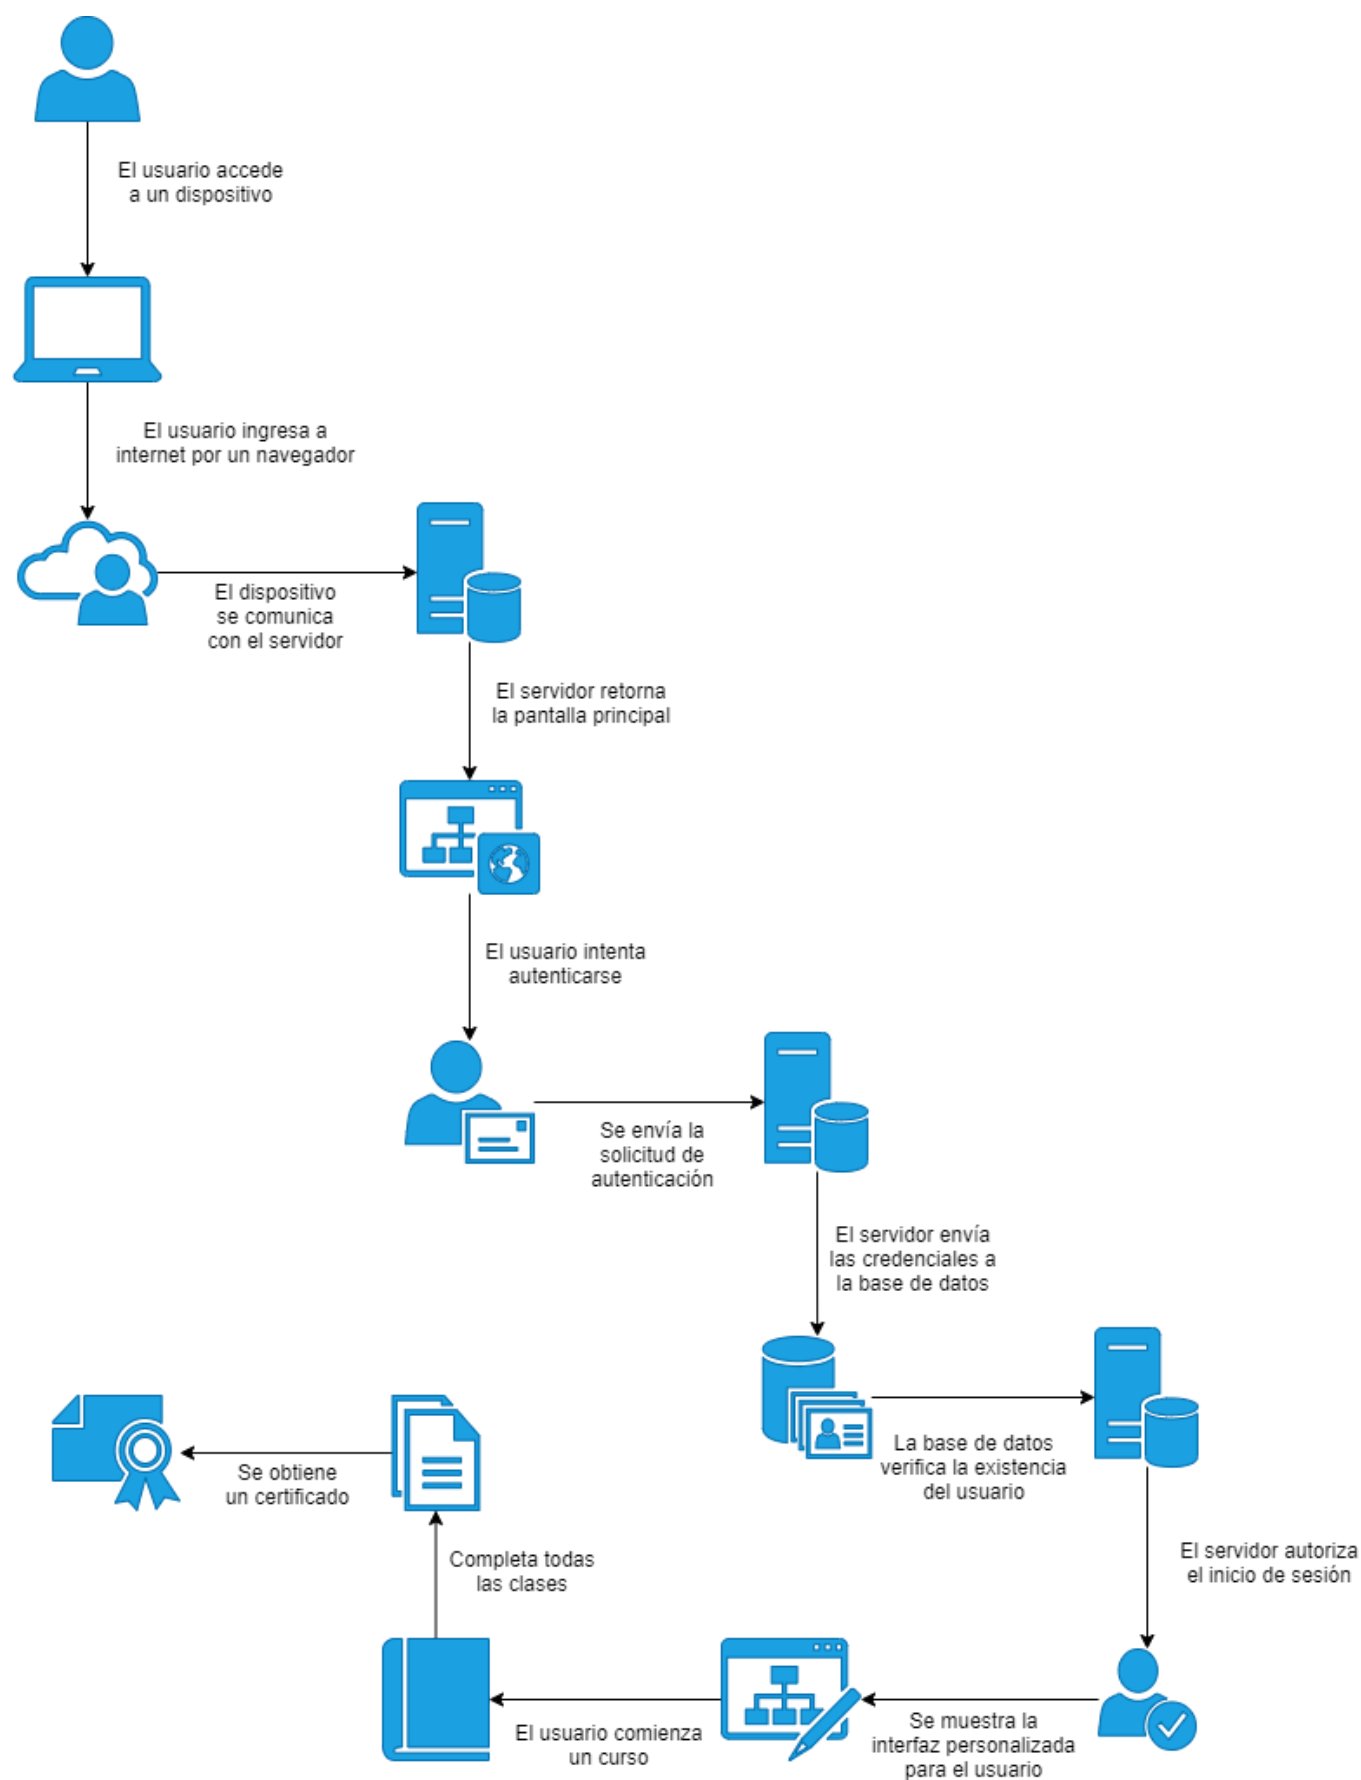 El usuario accede
a un dispositivo
El usuario ingresa a
internet por un navegador
El dispositivo
se comunica
con el servidor
El servidor retorna
la pantalla principal
El usuario intenta
autenticarse
Se envía la
solicitud de
autenticación
El servidor envía
las credenciales a
la base de datos
La base de datos
verifica la existencia
del usuario
El servidor autoriza
el inicio de sesión
Se muestra la
interfaz personalizada
para el usuario
El usuario comienza
un curso
Completa todas
las clases
Se obtiene
un certificado